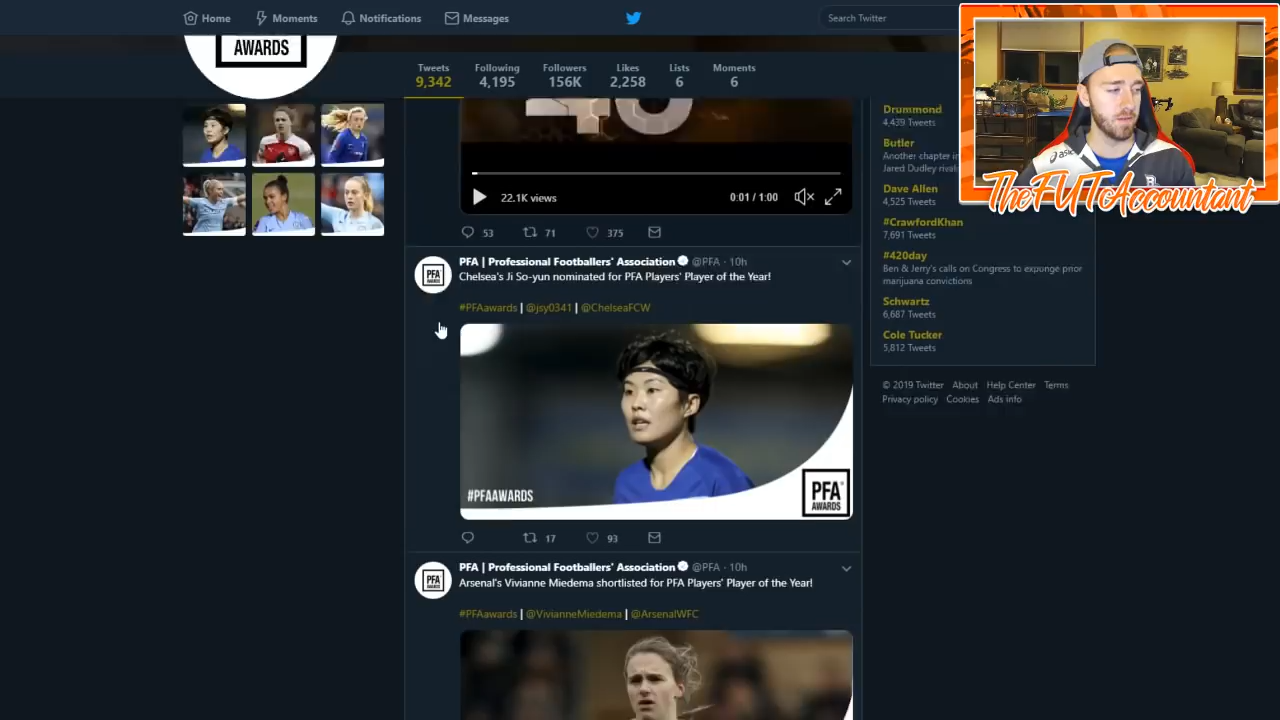 Home
Moments
Notifications
Messages
Search Twitter
AWARDS
Tweets
9,342
Following
4,195
Followers
156K
Likes
2,258
Lists
6
Moments
6
22.1K views
0:01 / 1:00
53
71
375
PFA | Professional Footballers' Association @PFA · 10h
Chelsea's Ji So-yun nominated for PFA Players' Player of the Year!
#PFAawards | @jsy0341 | @ChelseaFCW
PFA
AWARDS
#PFAAWARDS
PFA
AWARDS
17
93
PFA | Professional Footballers' Association @PFA · 10h
Arsenal's Vivianne Miedema shortlisted for PFA Players' Player of the Year!
#PFAawards | @VivianneMiedema | @ArsenalWFC
PFA
AWARDS
Drummond
4,439 Tweets
Butler
Another chapter in
Jared Dudley
Dave Allen
4,525 Tweets
#CrawfordKhan
7,691 Tweets
#420day
Ben & Jerry's calls on Congress to expunge prior
marijuana convictions
Schwartz
6,687 Tweets
Cole Tucker
5,812 Tweets
© 2019 Twitter About Help Center Terms
Privacy policy Cookies Ads info
asics
TheFUTAccountant